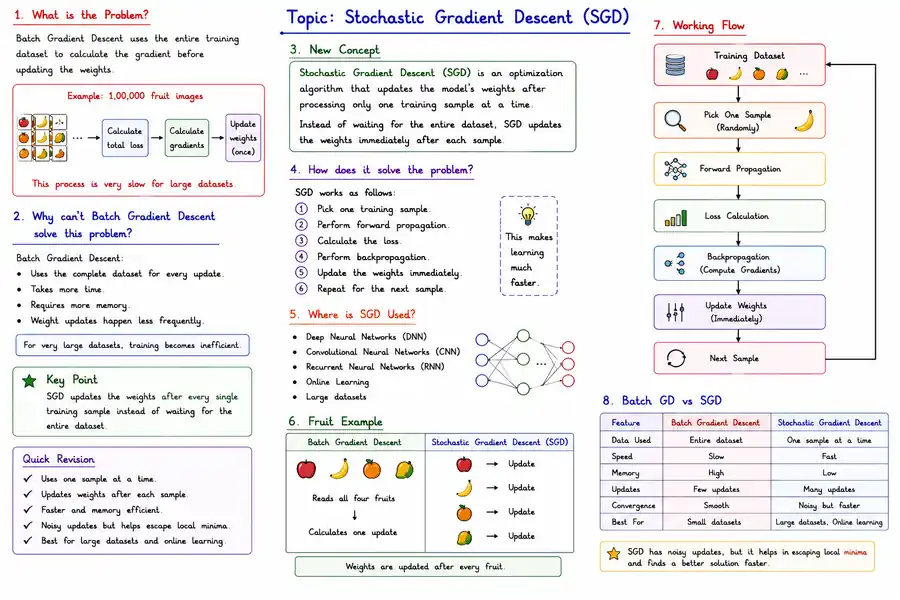 Topic: Stochastic Gradient Descent (SGD)
1. What is the Problem?
Batch Gradient Descent uses the entire training
dataset to calculate the gradient before
updating the weights.
Example: 1,00,000 fruit images
...
Calculate
total loss
Calculate
gradients
Update
weights
(once)
This process is very slow for large datasets.
2. Why can't Batch Gradient Descent
solve this problem?
Batch Gradient Descent:
• Uses the complete dataset for every update.
• Takes more time.
• Requires more memory.
• Weight updates happen less frequently.
For very large datasets, training becomes inefficient.
Key Point
SGD updates the weights after every single
training sample instead of waiting for the
entire dataset.
Quick Revision
✓ Uses one sample at a time.
✓ Updates weights after each sample.
✓ Faster and memory efficient.
✓ Noisy updates but helps escape local minima.
✓ Best for large datasets and online learning.
3. New Concept
Stochastic Gradient Descent (SGD) is an optimization
algorithm that updates the model's weights after
processing only one training sample at a time.
Instead of waiting for the entire dataset, SGD updates
the weights immediately after each sample.
4. How does it solve the problem?
SGD works as follows:
1 Pick one training sample.
2 Perform forward propagation.
3 Calculate the loss.
4 Perform backpropagation.
5 Update the weights immediately.
6 Repeat for the next sample.
This makes
learning
much
faster.
5. Where is SGD Used?
• Deep Neural Networks (DNN)
• Convolutional Neural Networks (CNN)
• Recurrent Neural Networks (RNN)
• Online Learning
• Large datasets
...
6. Fruit Example
Batch Gradient Descent
Reads all four fruits
Calculates one update
Stochastic Gradient Descent (SGD)
→ Update
→ Update
→ Update
→ Update
Weights are updated after every fruit.
7. Working Flow
Training Dataset
...
Pick One Sample
(Randomly)
Forward Propagation
Loss Calculation
Backpropagation
(Compute Gradients)
Update Weights
(Immediately)
Next Sample
8. Batch GD vs SGD
Feature Batch Gradient Descent Stochastic Gradient Descent
Data Used Entire dataset One sample at a time
Speed Slow Fast
Memory High Low
Updates Few updates Many updates
Convergence Smooth Noisy but faster
Best For Small datasets Large datasets, Online learning
SGD has noisy updates, but it helps in escaping local minima
and finds a better solution faster.